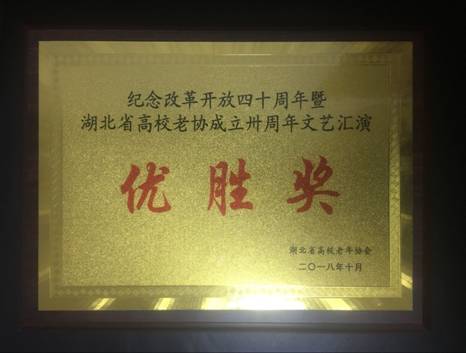 纪念改革开放四十周年暨
湖北省高校老协成立卅周年文艺汇演
优胜奖
湖北省高校老年协会
二〇一八年十月